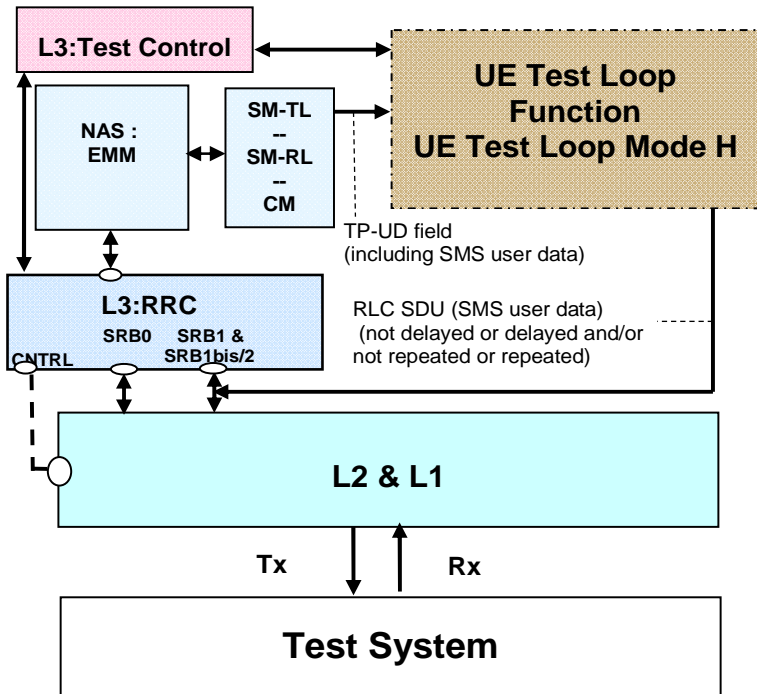 L3:Test Control
UE Test Loop
Function
UE Test Loop Mode H
NAS :
EMM
SM-TL
--
SM-RL
--
CM
TP-UD field
(including SMS user data)
L3:RRC
SRB0
SRB1 &
SRB1bis/2
CNTRL
RLC SDU (SMS user data)
(not delayed or delayed and/or
not repeated or repeated)
L2 & L1
Tx
Rx
Test System